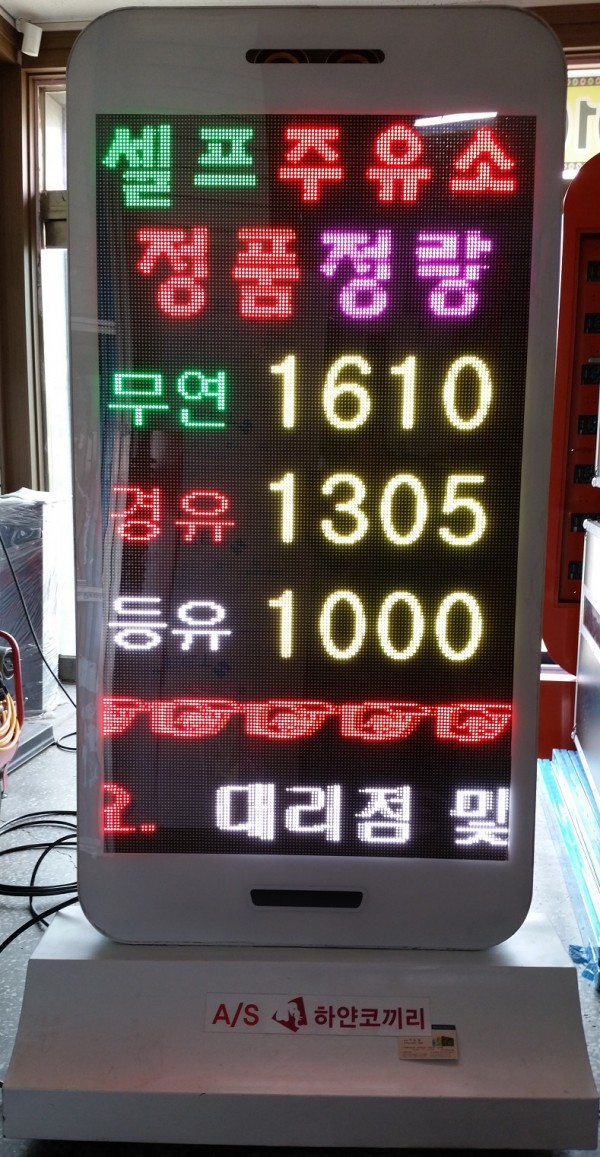 셀프주유소
정품정량
무연 1610
경유 1305
등유 1000
2. 대리점 및
A/S 하얀코끼리